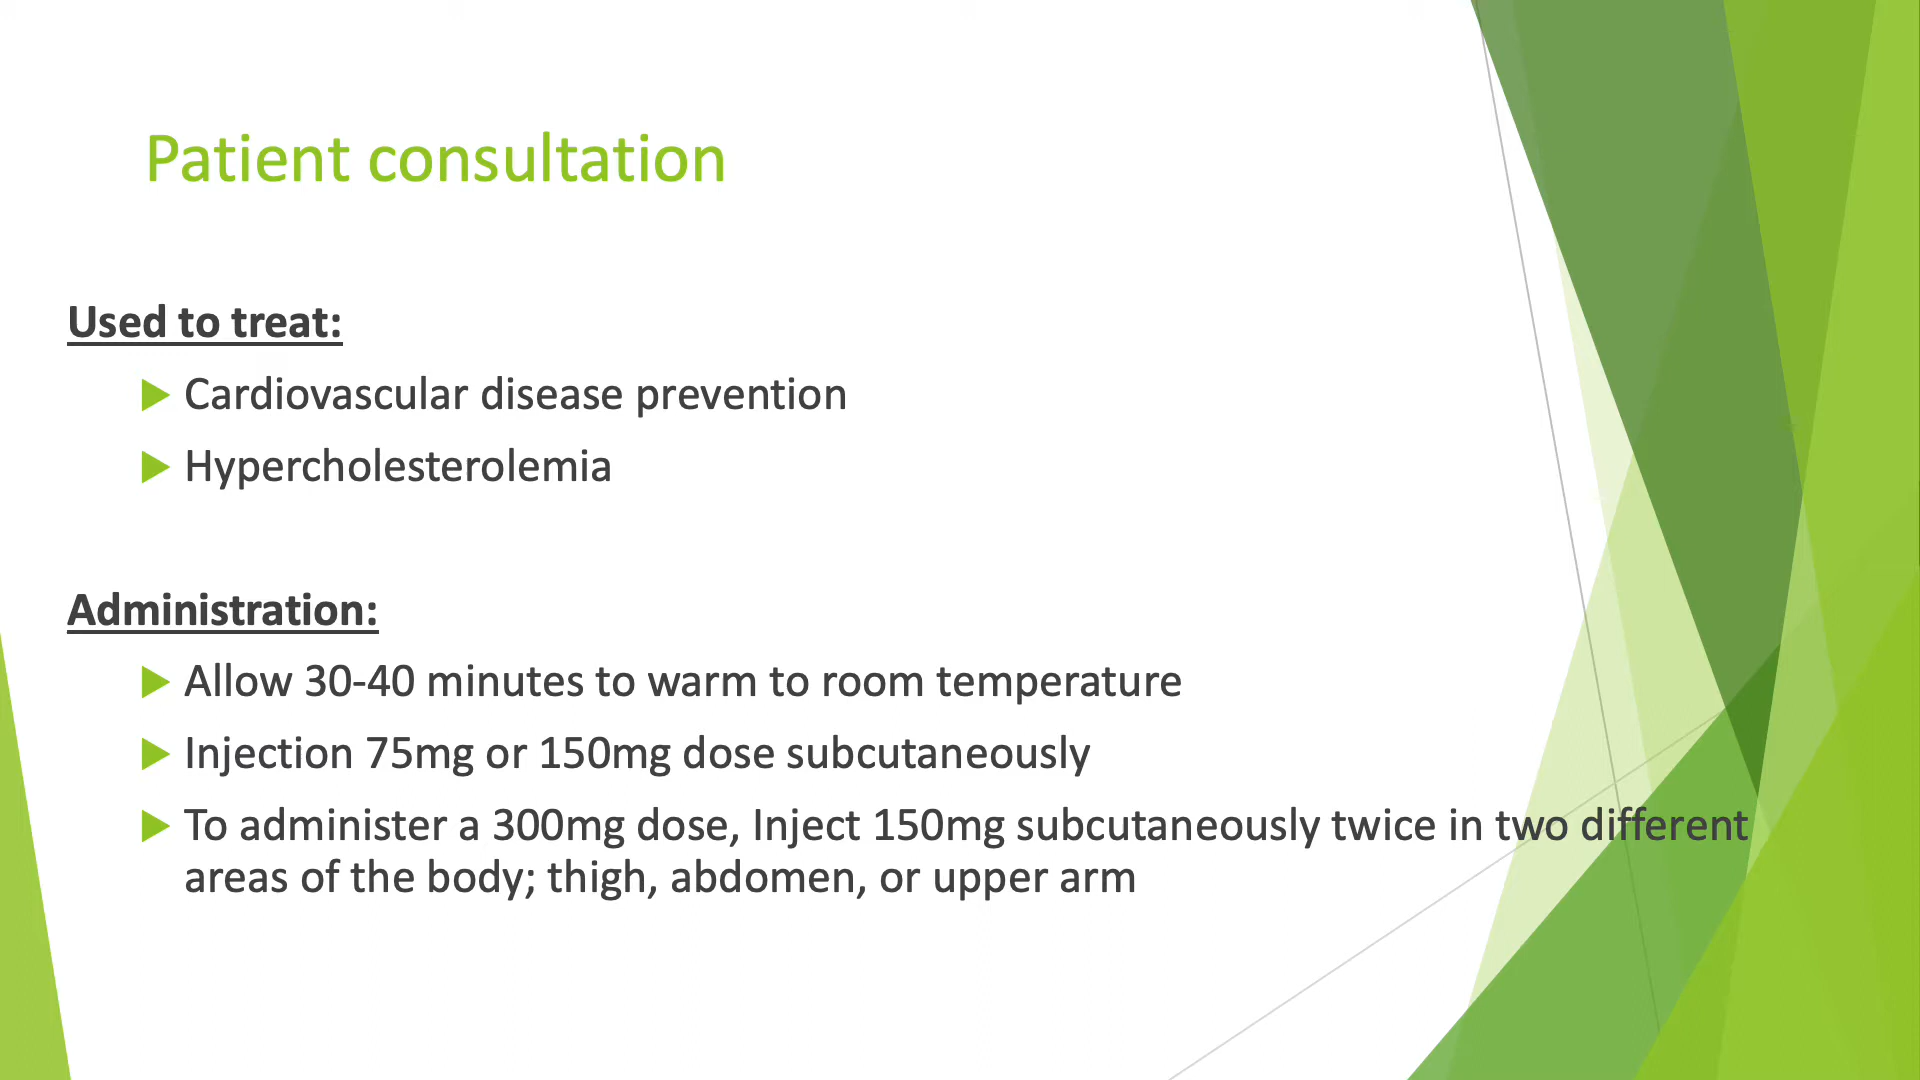 Patient consultation
Used to treat:
Cardiovascular disease prevention
Hypercholesterolemia
Administration:
Allow 30-40 minutes to warm to room temperature
Injection 75mg or 150mg dose subcutaneously
To administer a 300mg dose, Inject 150mg subcutaneously twice in two different
areas of the body; thigh, abdomen, or upper arm